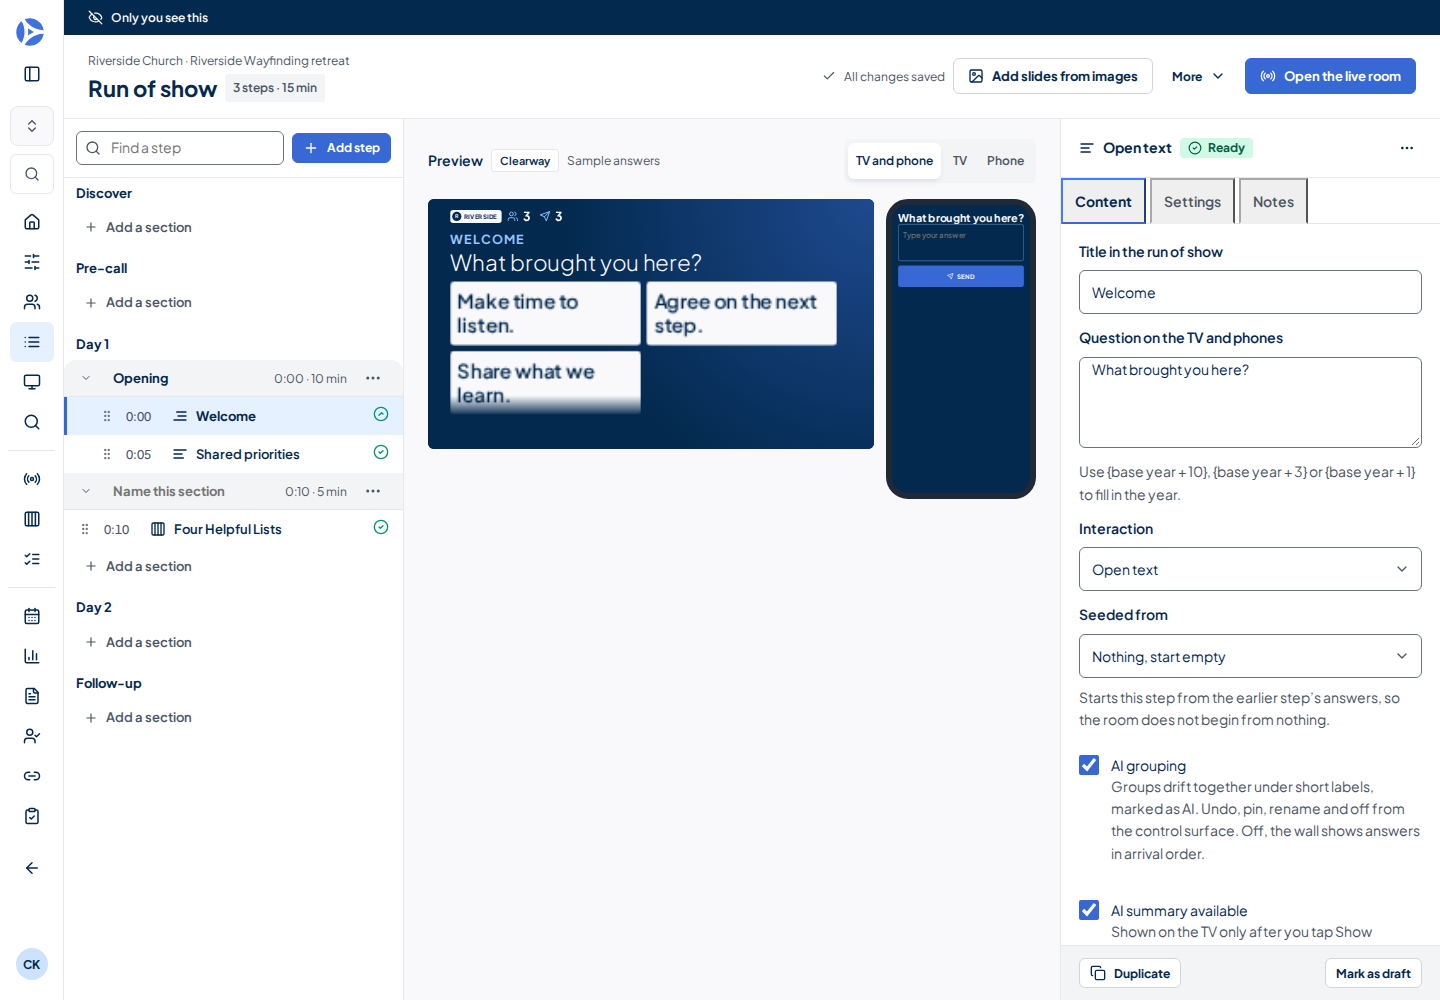 Only you see this
Riverside Church · Riverside Wayfinding retreat
Run of show
3 steps · 15 min
All changes saved
Add slides from images
More
Open the live room
Find a step
Add step
Discover
Add a section
Pre-call
Add a section
Day 1
Opening
0:00 · 10 min
0:00
Welcome
0:05
Shared priorities
Name this section
0:10 · 5 min
0:10
Four Helpful Lists
Add a section
Day 2
Add a section
Follow-up
Add a section
CK
Preview
Clearway
Sample answers
TV and phone
TV
Phone
RIVERSIDE
3
3
WELCOME
What brought you here?
Make time to
listen.
Agree on the next
step.
Share what we
learn.
What brought you here?
Type your answer
SEND
Open text
Ready
Content
Settings
Notes
Title in the run of show
Welcome
Question on the TV and phones
What brought you here?
Use {base year + 10}, {base year + 3} or {base year + 1}
to fill in the year.
Interaction
Open text
Seeded from
Nothing, start empty
Starts this step from the earlier step's answers, so
the room does not begin from nothing.
AI grouping
Groups drift together under short labels,
marked as AI. Undo, pin, rename and off from
the control surface. Off, the wall shows answers
in arrival order.
AI summary available
Shown on the TV only after you tap Show
Duplicate
Mark as draft